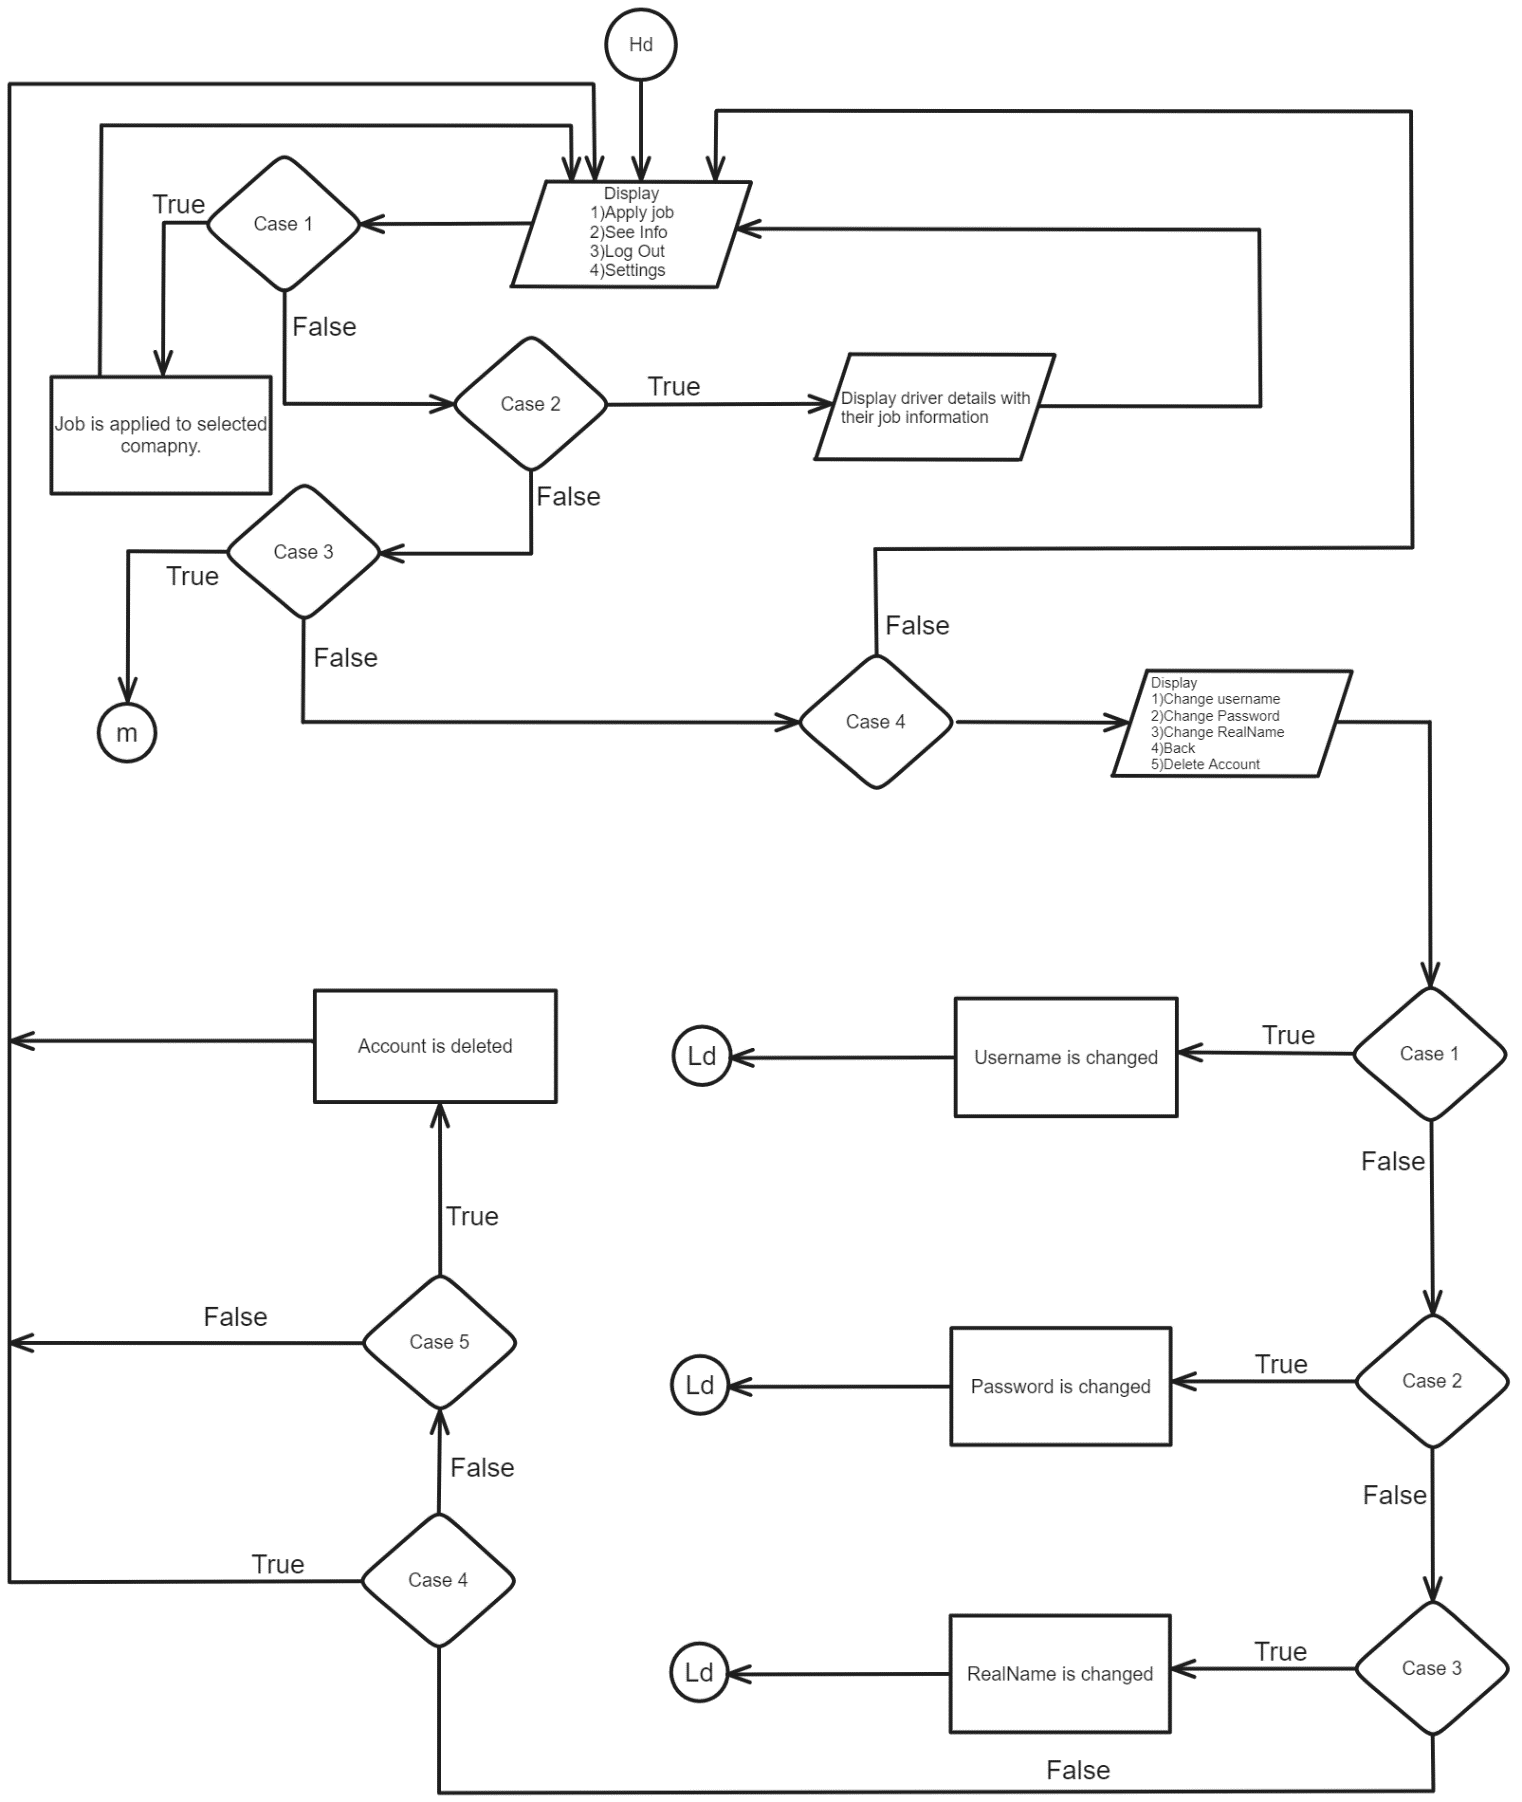 Hd
Display
1)Apply job
2)See Info
3)Log Out
4)Settings
True
Case 1
False
Case 2
True
Display driver details with
their job information
Job is applied to selected
comapny.
False
Case 3
True
False
False
m
Case 4
Display
1)Change username
2)Change Password
3)Change RealName
4)Back
5)Delete Account
Account is deleted
Ld
Username is changed
True
Case 1
False
True
False
Case 5
Ld
Password is changed
True
Case 2
False
False
True
Case 4
Ld
RealName is changed
True
Case 3
False